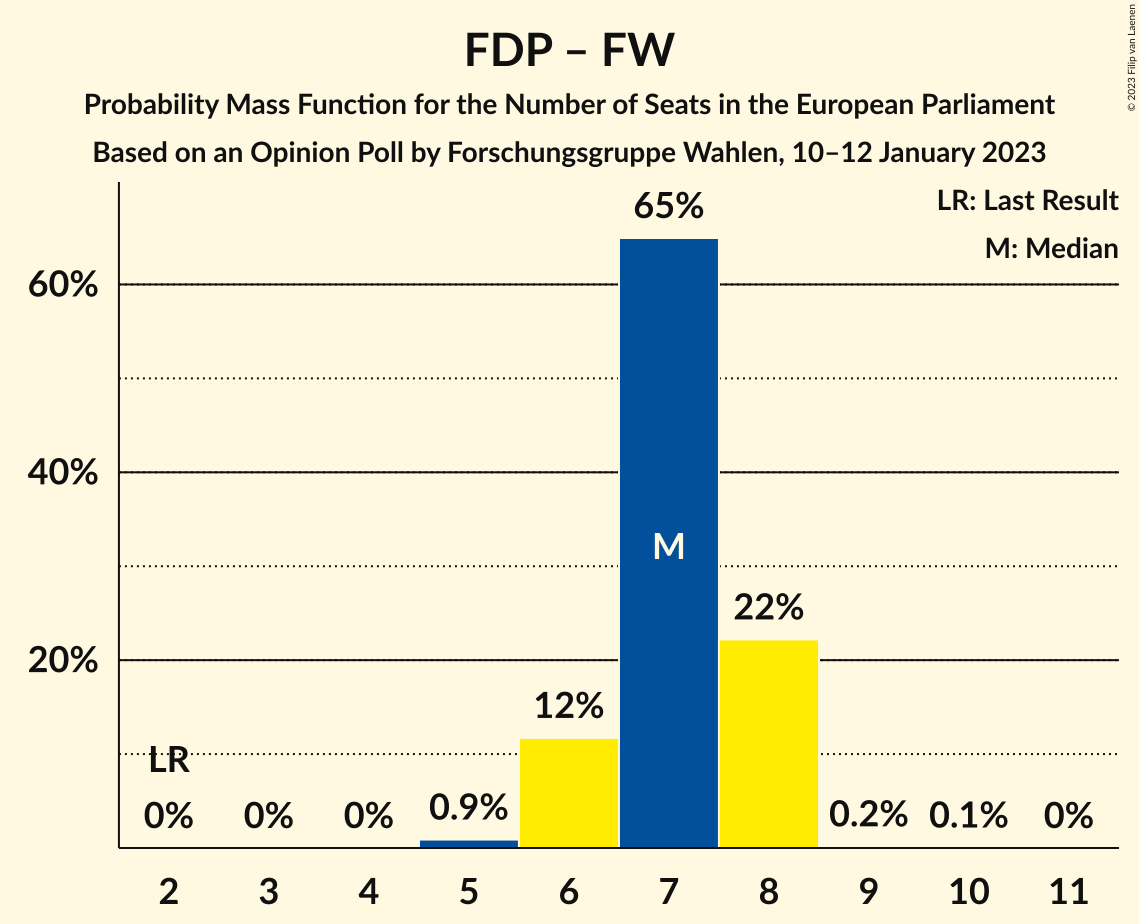 FDP – FW
Probability Mass Function for the Number of Seats in the European Parliament
Based on an Opinion Poll by Forschungsgruppe Wahlen, 10–12 January 2023
© 2023 Filip van Laenen
LR: Last Result
M: Median
60%
40%
20%
LR
0%
0%
0%
0.9%
12%
65%
M
22%
0.2%
0.1%
0%
2 3 4 5 6 7 8 9 10 11